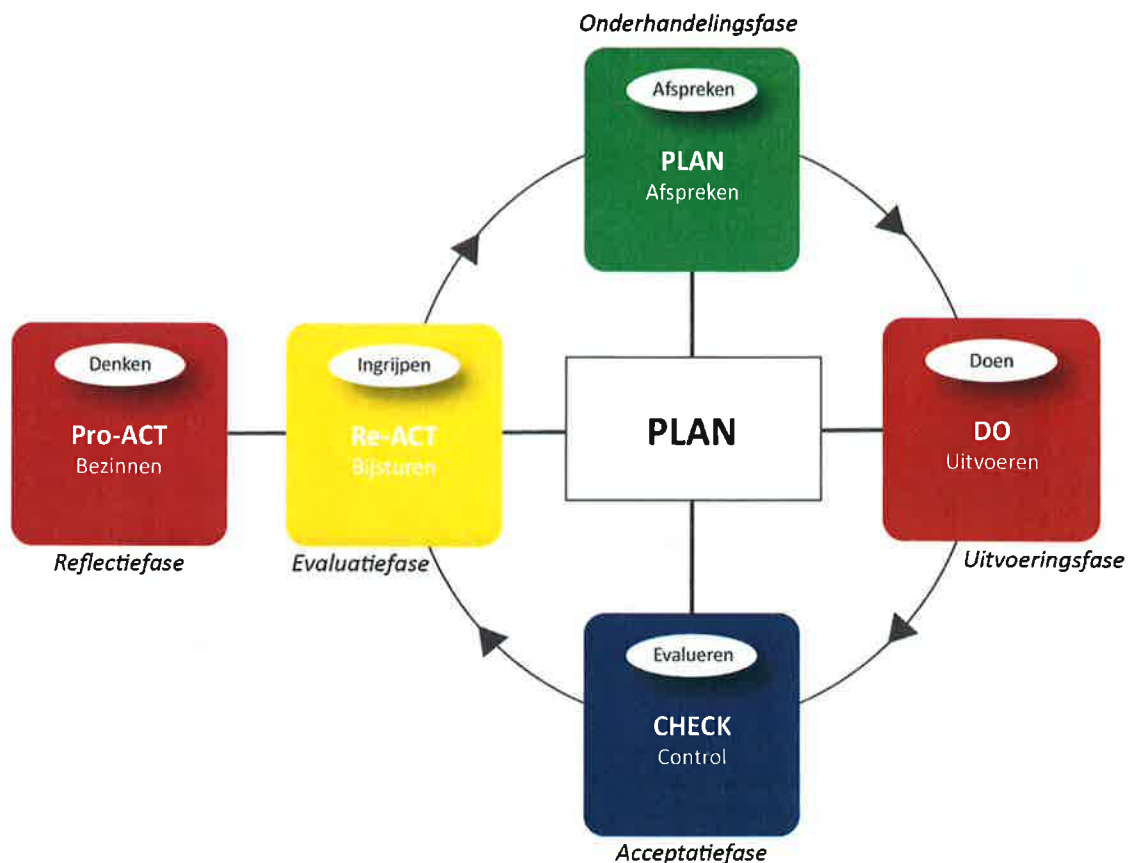 Onderhandelingsfase
Afspreken
PLAN
Afspreken
Denken
Pro-ACT
Bezinnen
Reflectiefase
Ingrijpen
Re-ACT
Bijsturen
Evaluatiefase
PLAN
Doen
DO
Uitvoeren
Uitvoeringsfase
Evalueren
CHECK
Control
Acceptatiefase